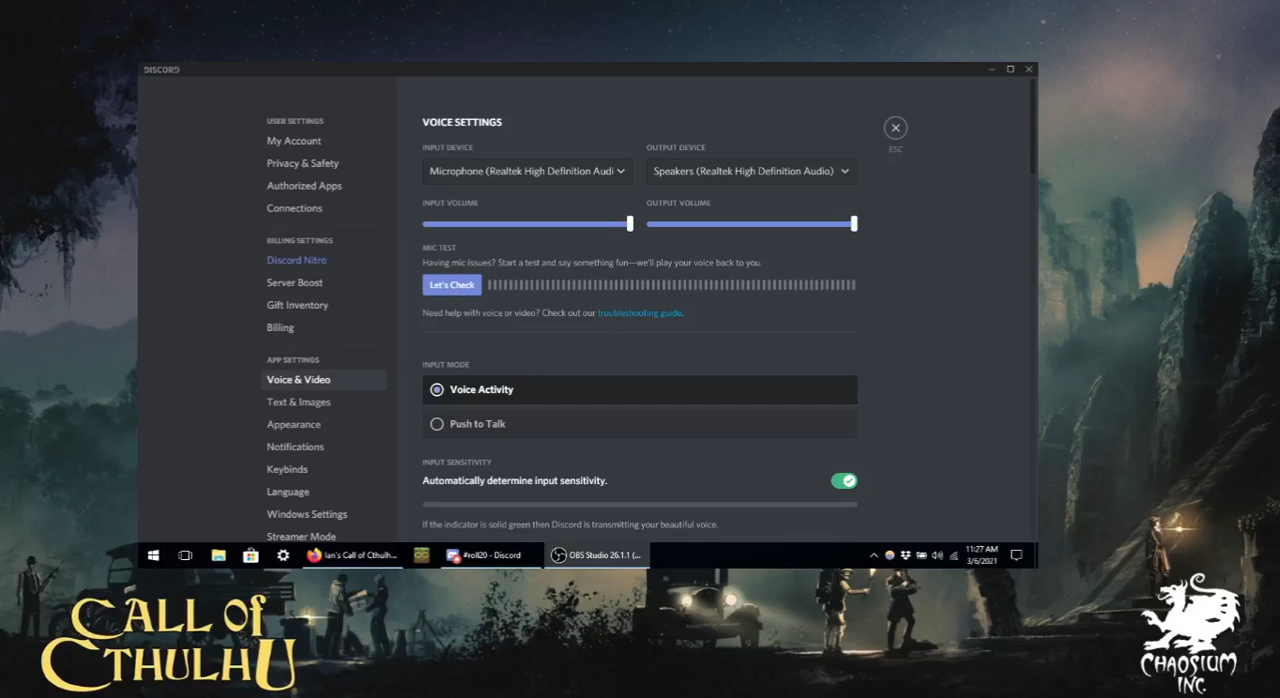 DISCORD
USER SETTINGS
My Account
Privacy & Safety
Authorized Apps
Connections
BILLING SETTINGS
Discord Nitro
Server Boost
Gift Inventory
Billing
APP SETTINGS
Voice & Video
Text & Images
Appearance
Notifications
Keybinds
Language
Windows Settings
Streamer Mode
VOICE SETTINGS
ESC
INPUT DEVICE
Microphone (Realtek High Definition Audi
OUTPUT DEVICE
Speakers (Realtek High Definition Audio)
INPUT VOLUME
OUTPUT VOLUME
MIC TEST
Having mic issues? Start a test and say something fun—we'll play your voice back to you.
Let's Check
Need help with voice or video? Check out our troubleshooting guide.
INPUT MODE
Voice Activity
Push to Talk
INPUT SENSITIVITY
Automatically determine input sensitivity.
If the indicator is solid green then Discord is transmitting your beautiful voice.
Ian's Call of Cthulh...
#roll20 - Discord
OBS Studio 26.1.1 (...
11:27 AM
3/6/2021
CALL OF
CTHULHU
CHAOSIUM
INC.